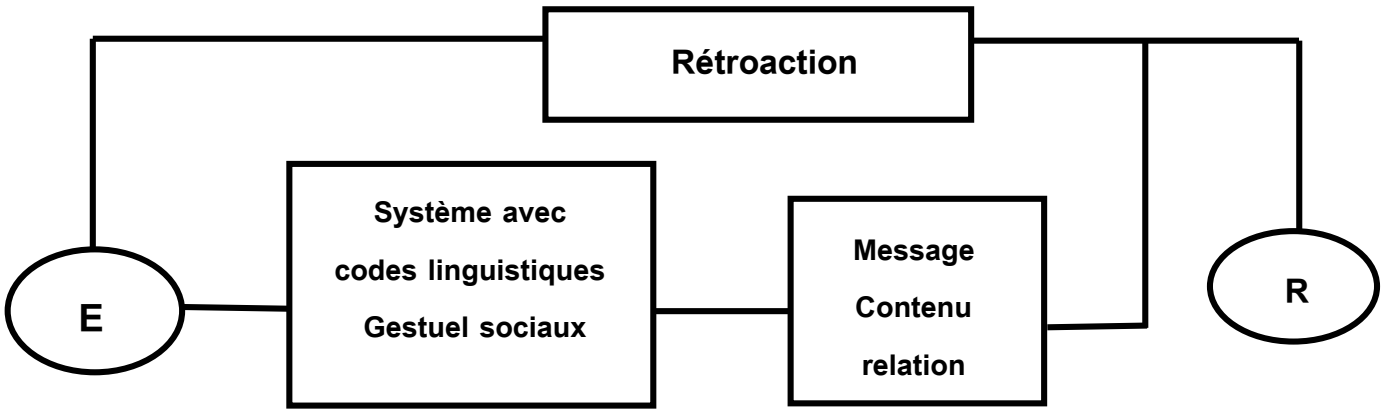 Rétroaction
Système avec
codes linguistiques
Gestuel sociaux
Message
Contenu
relation
E
R